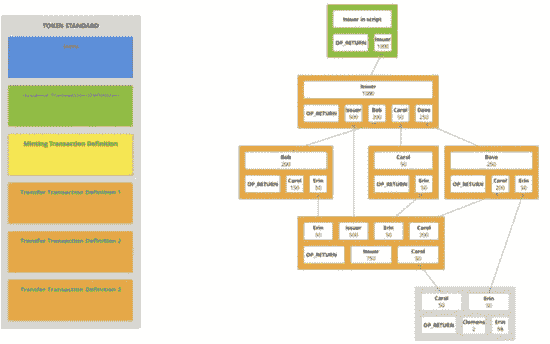 TOKEN STANDARD
Minting Transaction Definition
Transfer Transaction Definition 1
Transfer Transaction Definition 2
Transfer Transaction Definition
Issuer in script
OP_RETURN
Issuer
1000
Issuer
1000
OP_RETURN
Issuer
500
Bob
200
Carol
50
Dave
250
Bob
200
OP_RETURN
Carol
150
Erin
50
Carol
50
OP_RETURN
Erin
50
Dave
250
OP_RETURN
Carol
200
Erin
50
Erin
50
Issuer
500
Erin
50
Carol
200
OP_RETURN
Issuer
750
Carol
50
Carol
50
Erin
50
OP_RETURN
Clemens
2
Erin
98